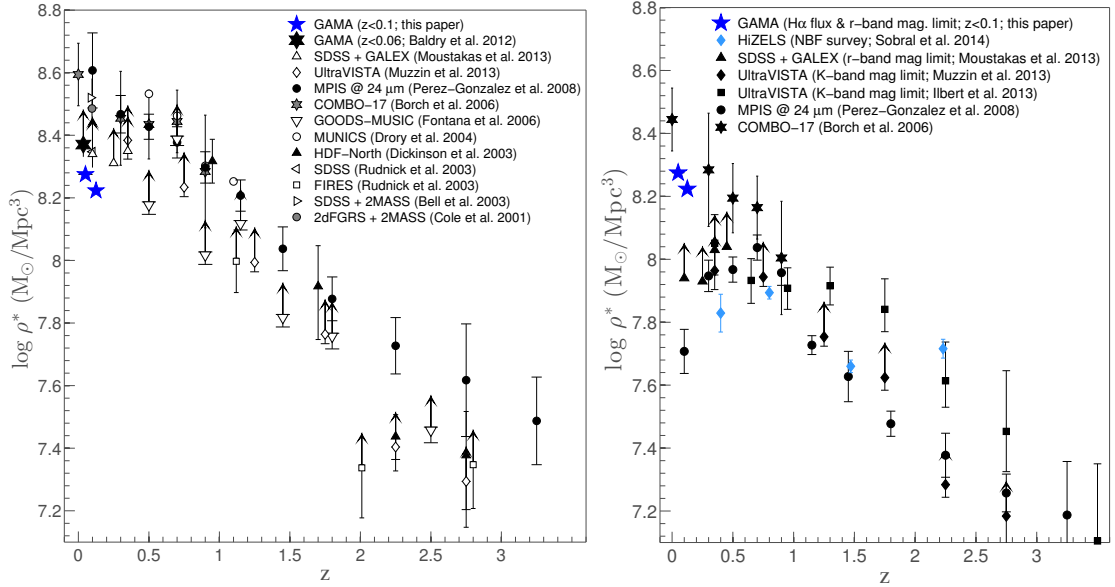 8.8
8.6
8.4
8.2
8
7.8
7.6
7.4
7.2
0
0.5
1
1.5
2
2.5
3
z
log ρ* (M⊙/Mpc³)
GAMA (z<0.1; this paper)
GAMA (z<0.06; Baldry et al. 2012)
SDSS + GALEX (Moustakas et al. 2013)
UltraVISTA (Muzzin et al. 2013)
MPIS @ 24 μm (Perez−Gonzalez et al. 2008)
COMBO−17 (Borch et al. 2006)
GOODS−MUSIC (Fontana et al. 2006)
MUNICS (Drory et al. 2004)
HDF−North (Dickinson et al. 2003)
SDSS (Rudnick et al. 2003)
FIRES (Rudnick et al. 2003)
SDSS + 2MASS (Bell et al. 2003)
2dFGRS + 2MASS (Cole et al. 2001)
8.8
8.6
8.4
8.2
8
7.8
7.6
7.4
7.2
0
0.5
1
1.5
2
2.5
3
z
log ρ* (M⊙/Mpc³)
GAMA (Hα flux & r−band mag. limit; z<0.1; this paper)
HiZELS (NBF survey; Sobral et al. 2014)
SDSS + GALEX (r−band mag limit; Moustakas et al. 2013)
UltraVISTA (K−band mag limit; Muzzin et al. 2013)
UltraVISTA (K−band mag limit; Ilbert et al. 2013)
MPIS @ 24 μm (Perez−Gonzalez et al. 2008)
COMBO−17 (Borch et al. 2006)